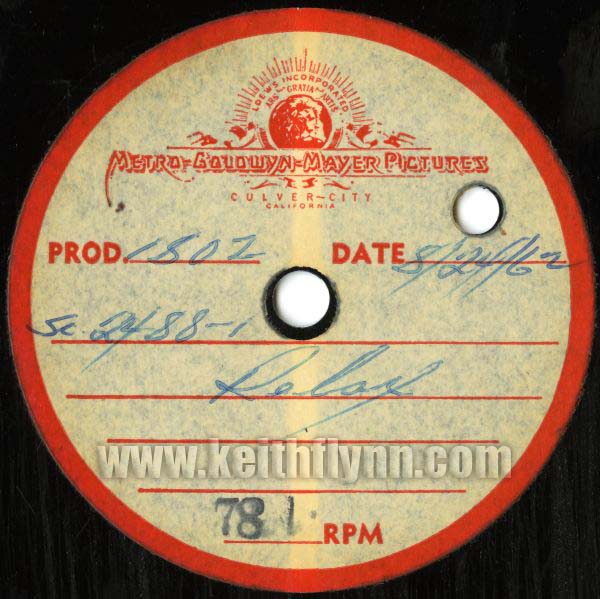 LOEWS INCORPORATED
ARS GRATIA ARTIS
METRO-GOLDWYN-MAYER PICTURES
CULVER-CITY
CALIFORNIA
PROD. 1802 DATE 8/24/62
Sc. 2488-1
Relax
www.keithflynn.com
78 RPM